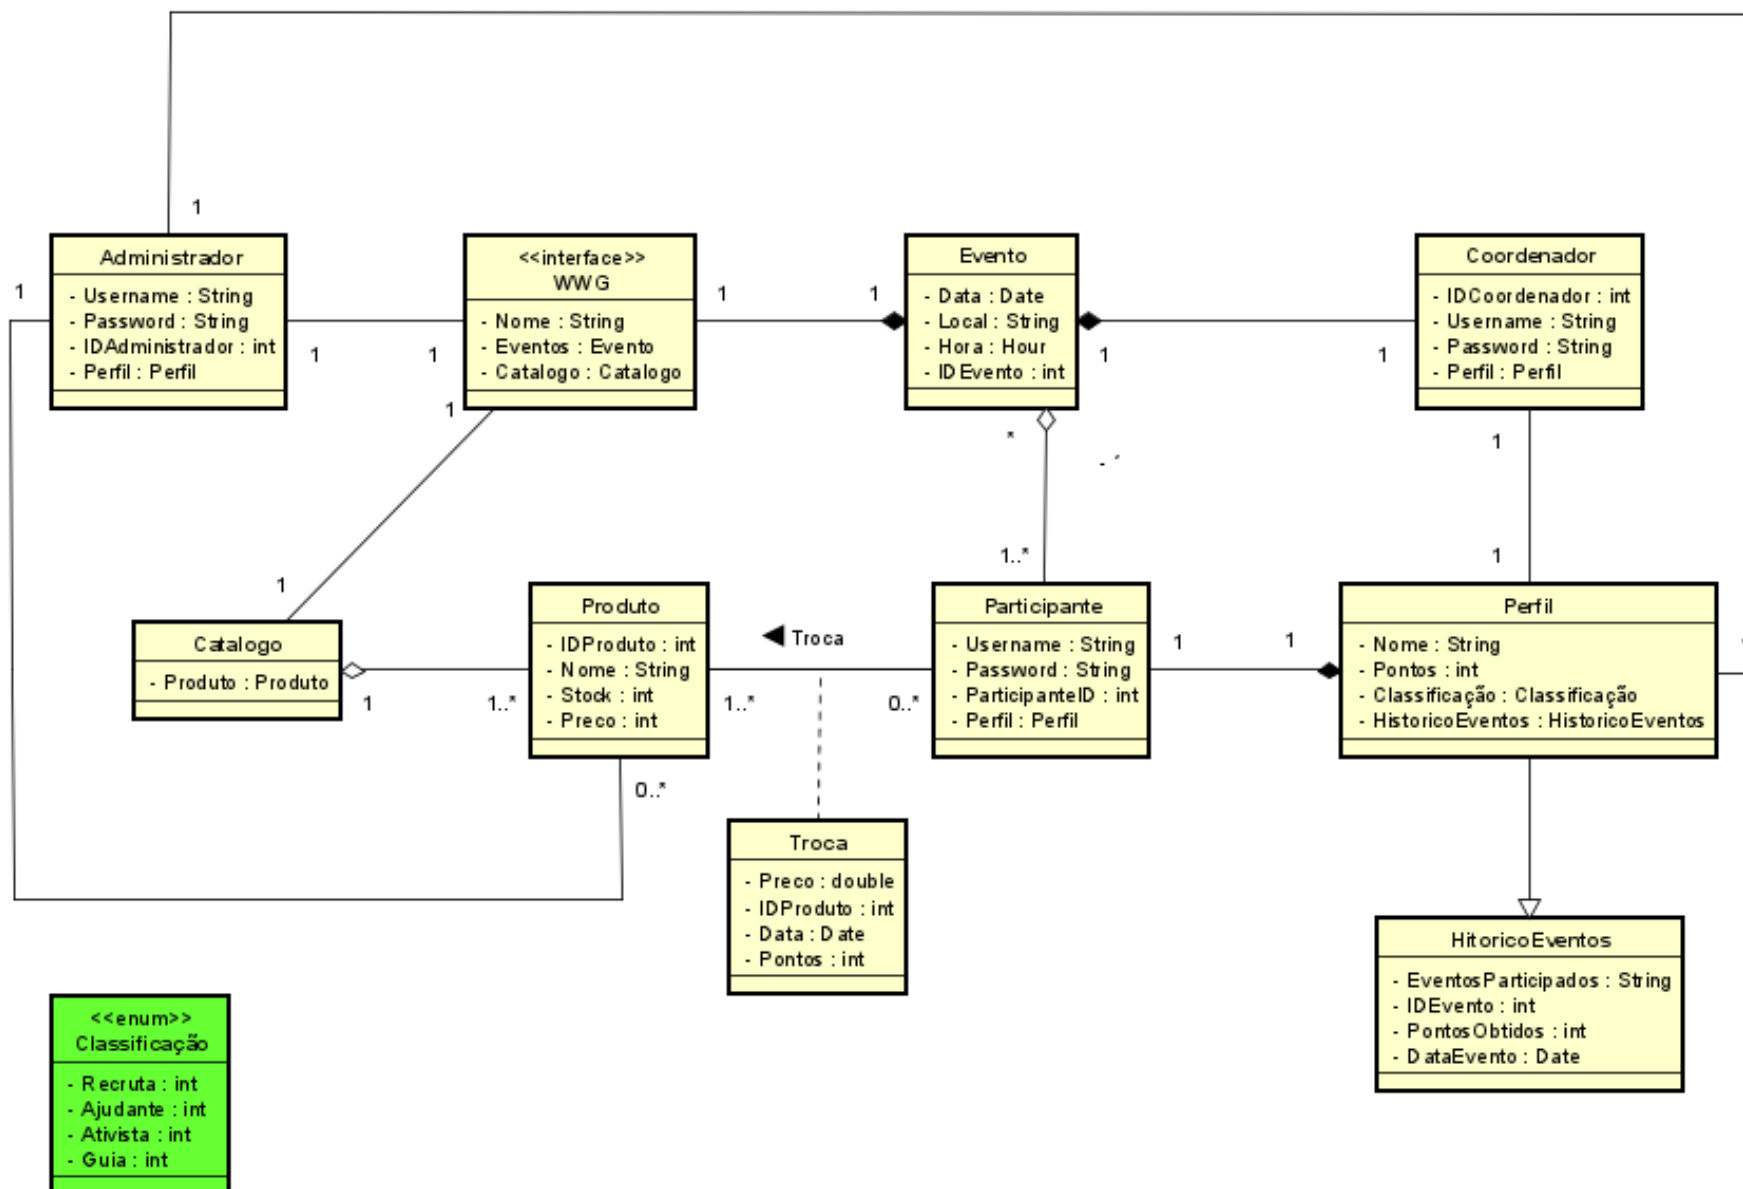 1
Administrador
- Username : String
- Password : String
- IDAdministrador : int
- Perfil : Perfil
1
1
1
<<interface>>
WWG
- Nome : String
- Eventos : Evento
- Catalogo : Catalogo
1
1
1
Evento
- Data : Date
- Local : String
- Hora : Hour
- IDEvento : int
1
1
*
1..*
Coordenador
- IDCoordenador : int
- Username : String
- Password : String
- Perfil : Perfil
1
1
1
Catalogo
- Produto : Produto
1
1..*
Produto
- IDProduto : int
- Nome : String
- Stock : int
- Preco : int
0..*
Troca
1..*
0..*
Participante
- Username : String
- Password : String
- ParticipanteID : int
- Perfil : Perfil
1
1
Perfil
- Nome : String
- Pontos : int
- Classificação : Classificação
- HistoricoEventos : HistoricoEventos
Troca
- Preco : double
- IDProduto : int
- Data : Date
- Pontos : int
HitoricoEventos
- EventosParticipados : String
- IDEvento : int
- PontosObtidos : int
- DataEvento : Date
<<enum>>
Classificação
- Recruta : int
- Ajudante : int
- Ativista : int
- Guia : int